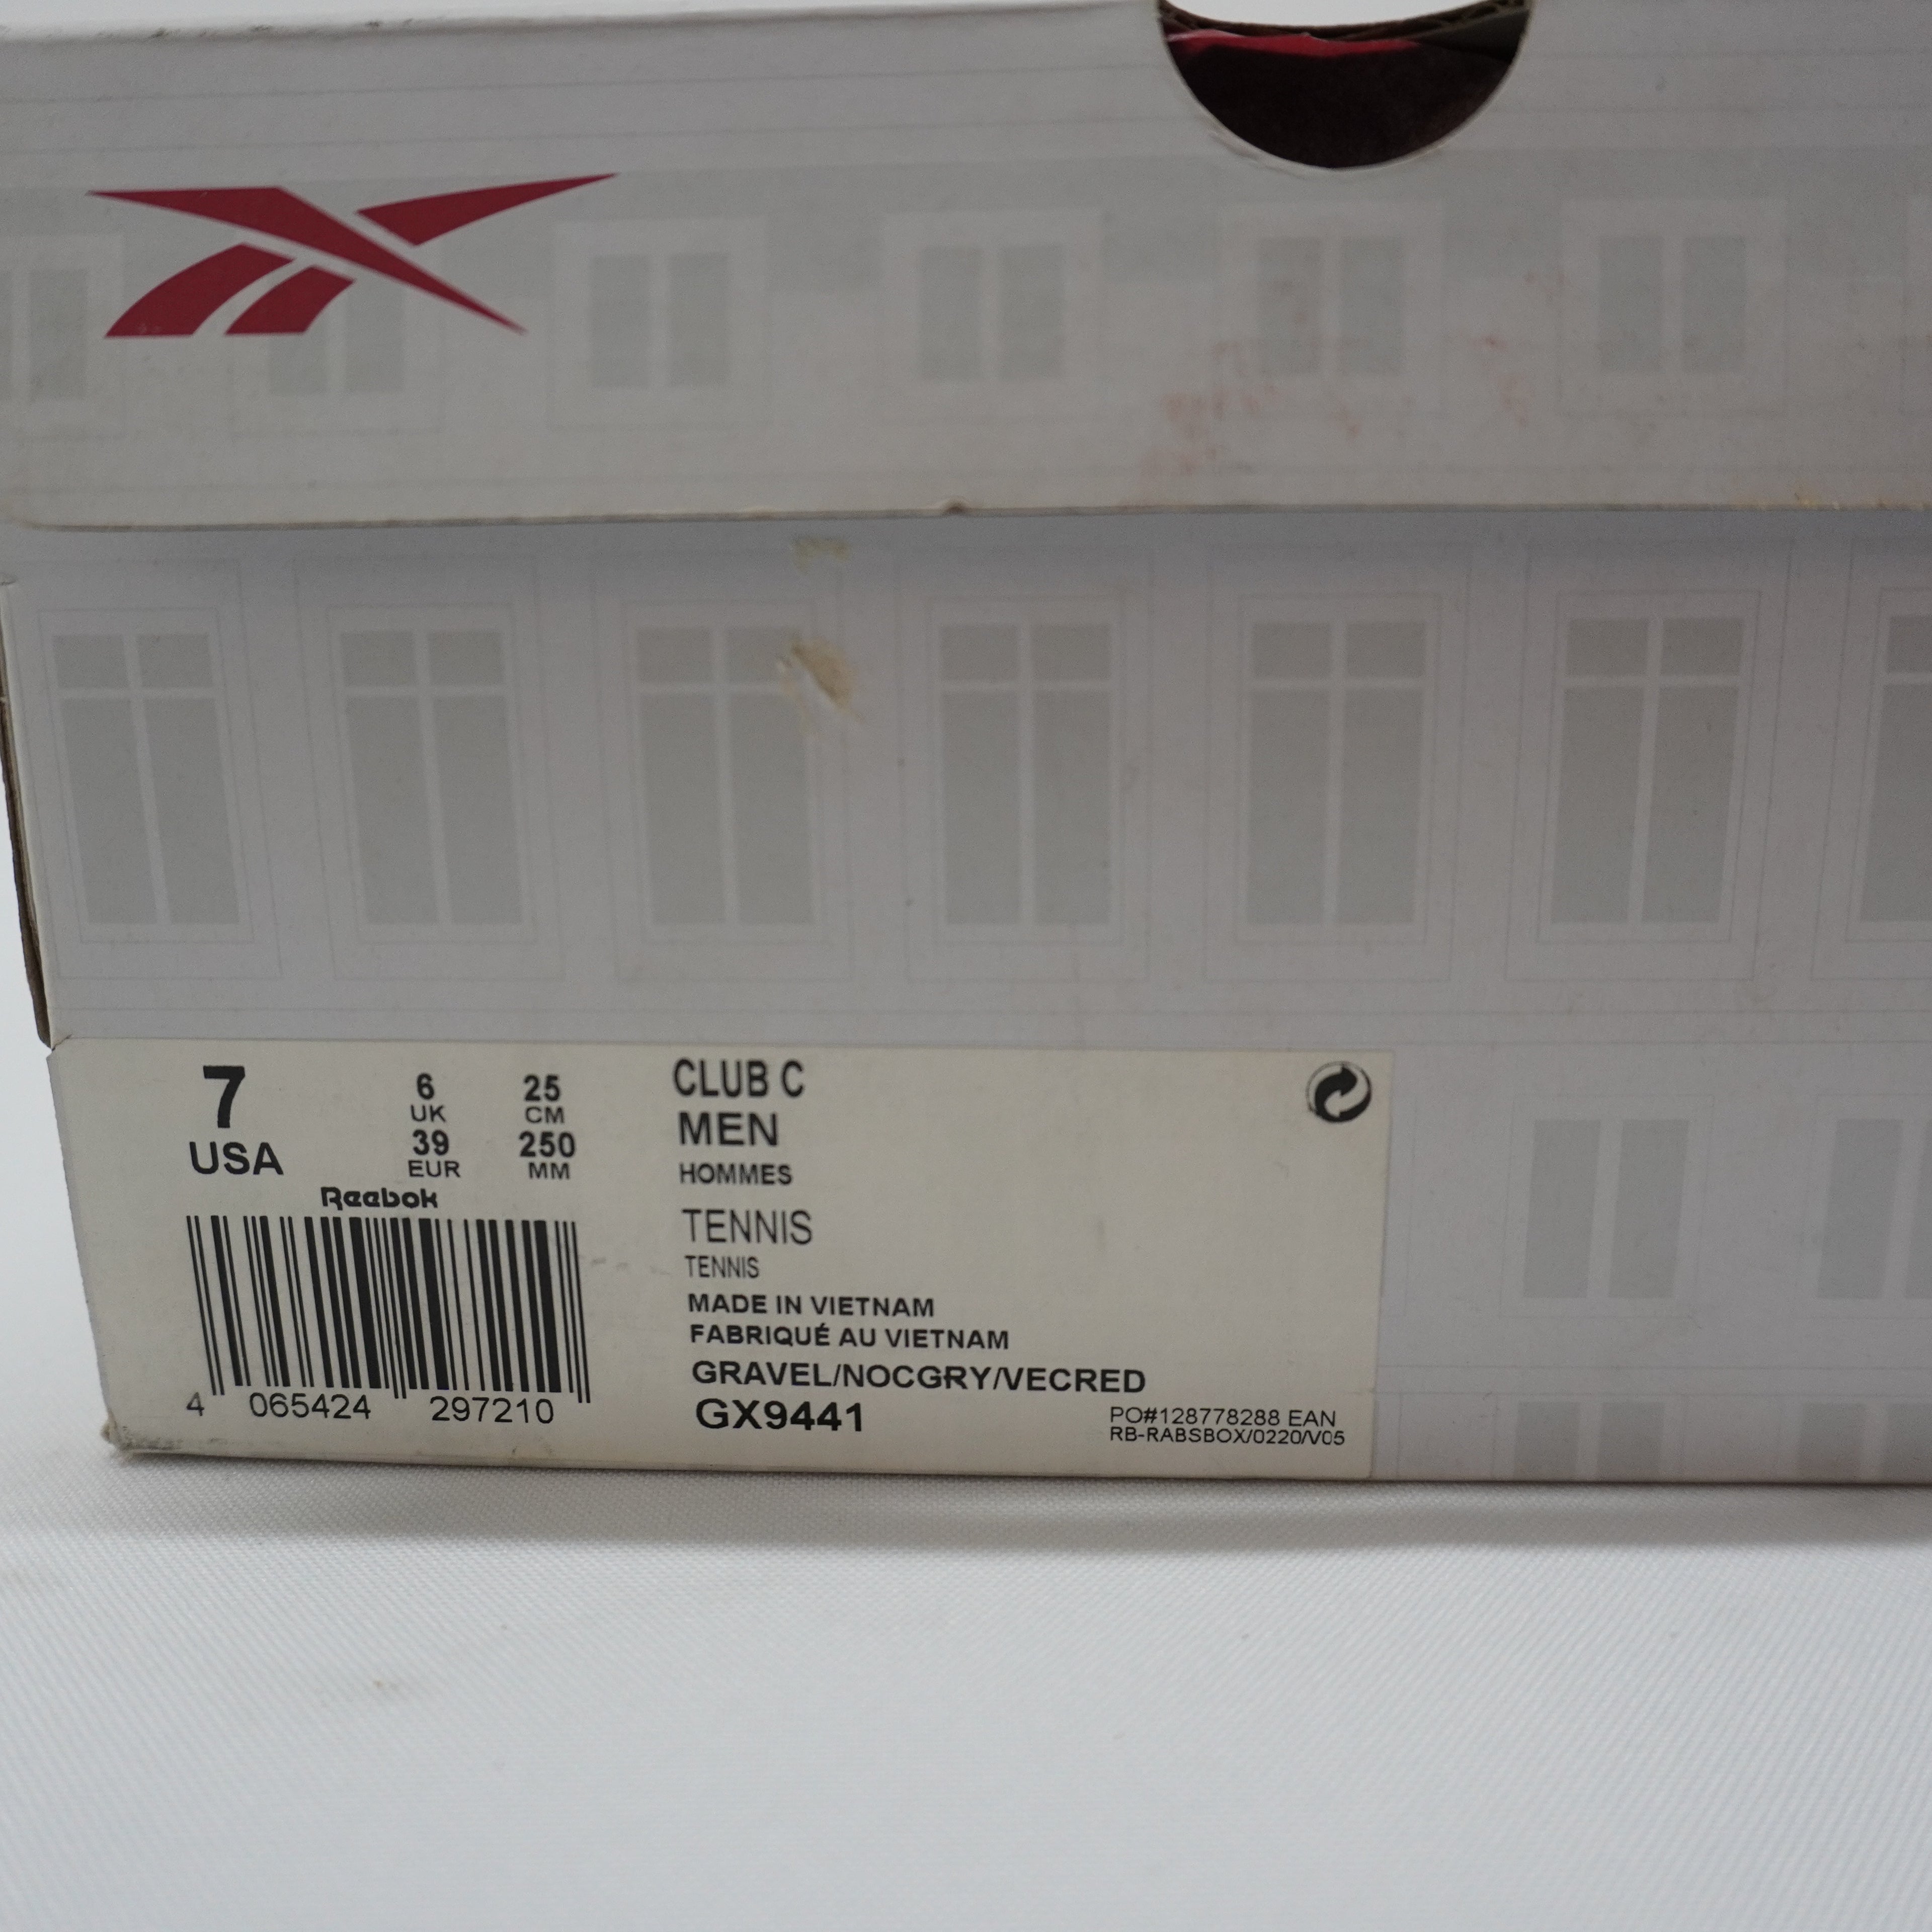 7
USA
6
UK
39
EUR
25
CM
250
MM
Reebok
4 065424 297210
CLUB C
MEN
HOMMES
TENNIS
TENNIS
MADE IN VIETNAM
FABRIQUÉ AU VIETNAM
GRAVEL/NOCGRY/VECRED
GX9441
PO#128778288 EAN
RB-RABSBOX/0220/V05